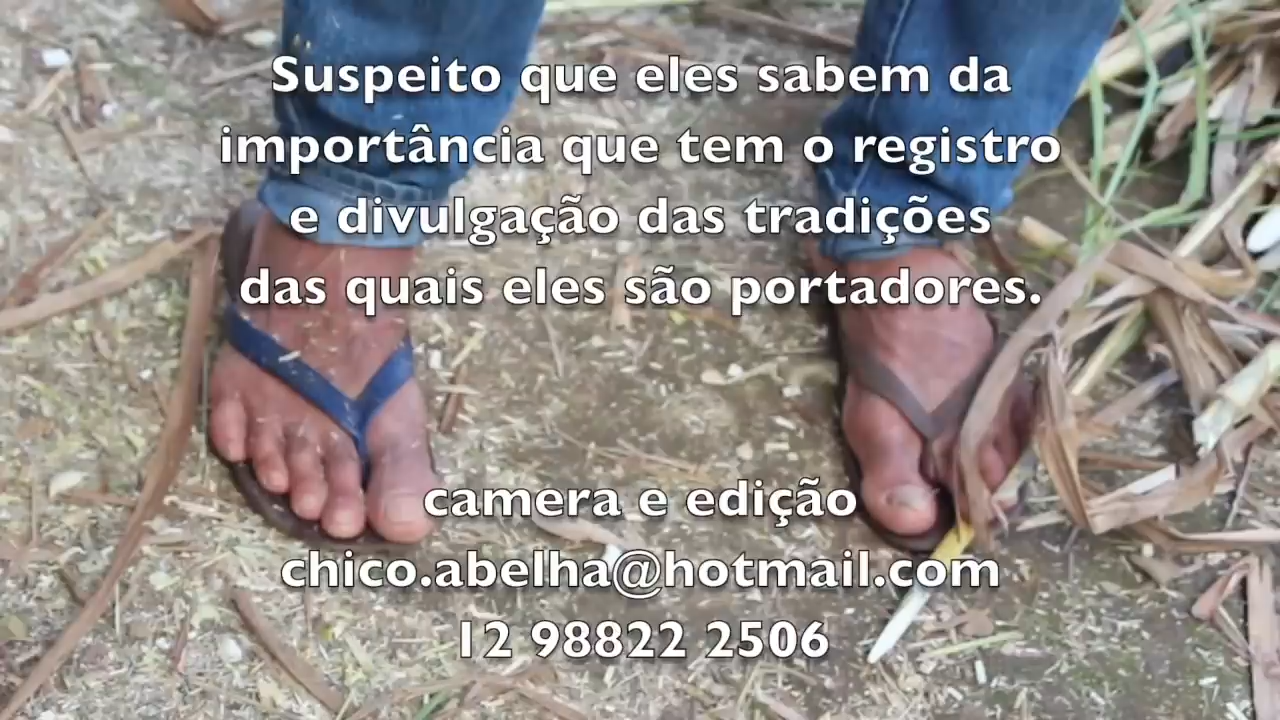 Suspeito que eles sabem da
importância que tem o registro
e divulgação das tradições
das quais eles são portadores.
camera e edição
chico.abelha@hotmail.com
12 98822 2506